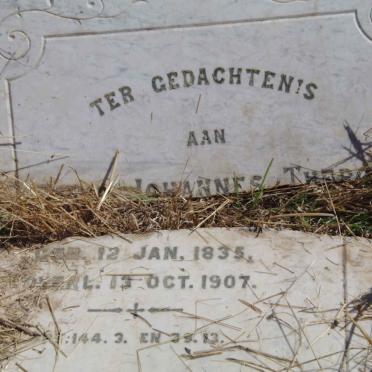 TER GEDACHTENIS
AAN
JOHANNES
12 JAN. 1835.
13 OCT. 1907.
144.3. EN 39.13.